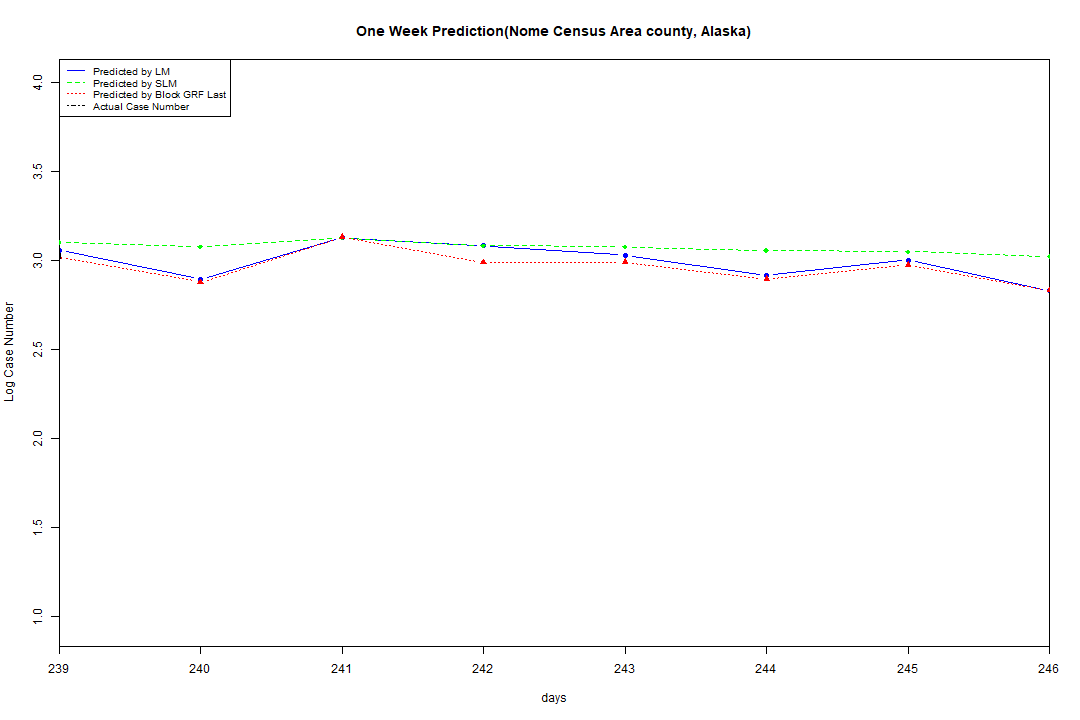 One Week Prediction(Nome Census Area county, Alaska)
Predicted by LM
Predicted by SLM
Predicted by Block GRF Last
Actual Case Number
4.0
3.5
3.0
2.5
2.0
1.5
1.0
Log Case Number
239 240 241 242 243 244 245 246
days